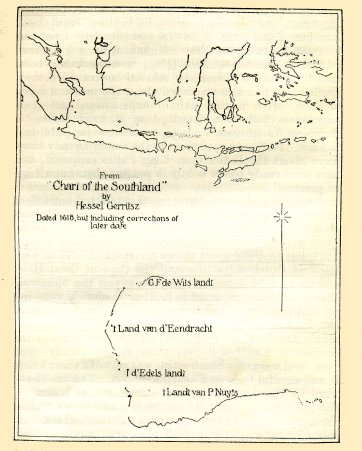 From
"Chart of the Southland"
by
Hessel Gerritsz
Dated 1618, but including corrections of
later date
G.F. de Wits landt
't Land van d'Eendracht
I d'Edels landt
't Landt van P. Nuyts